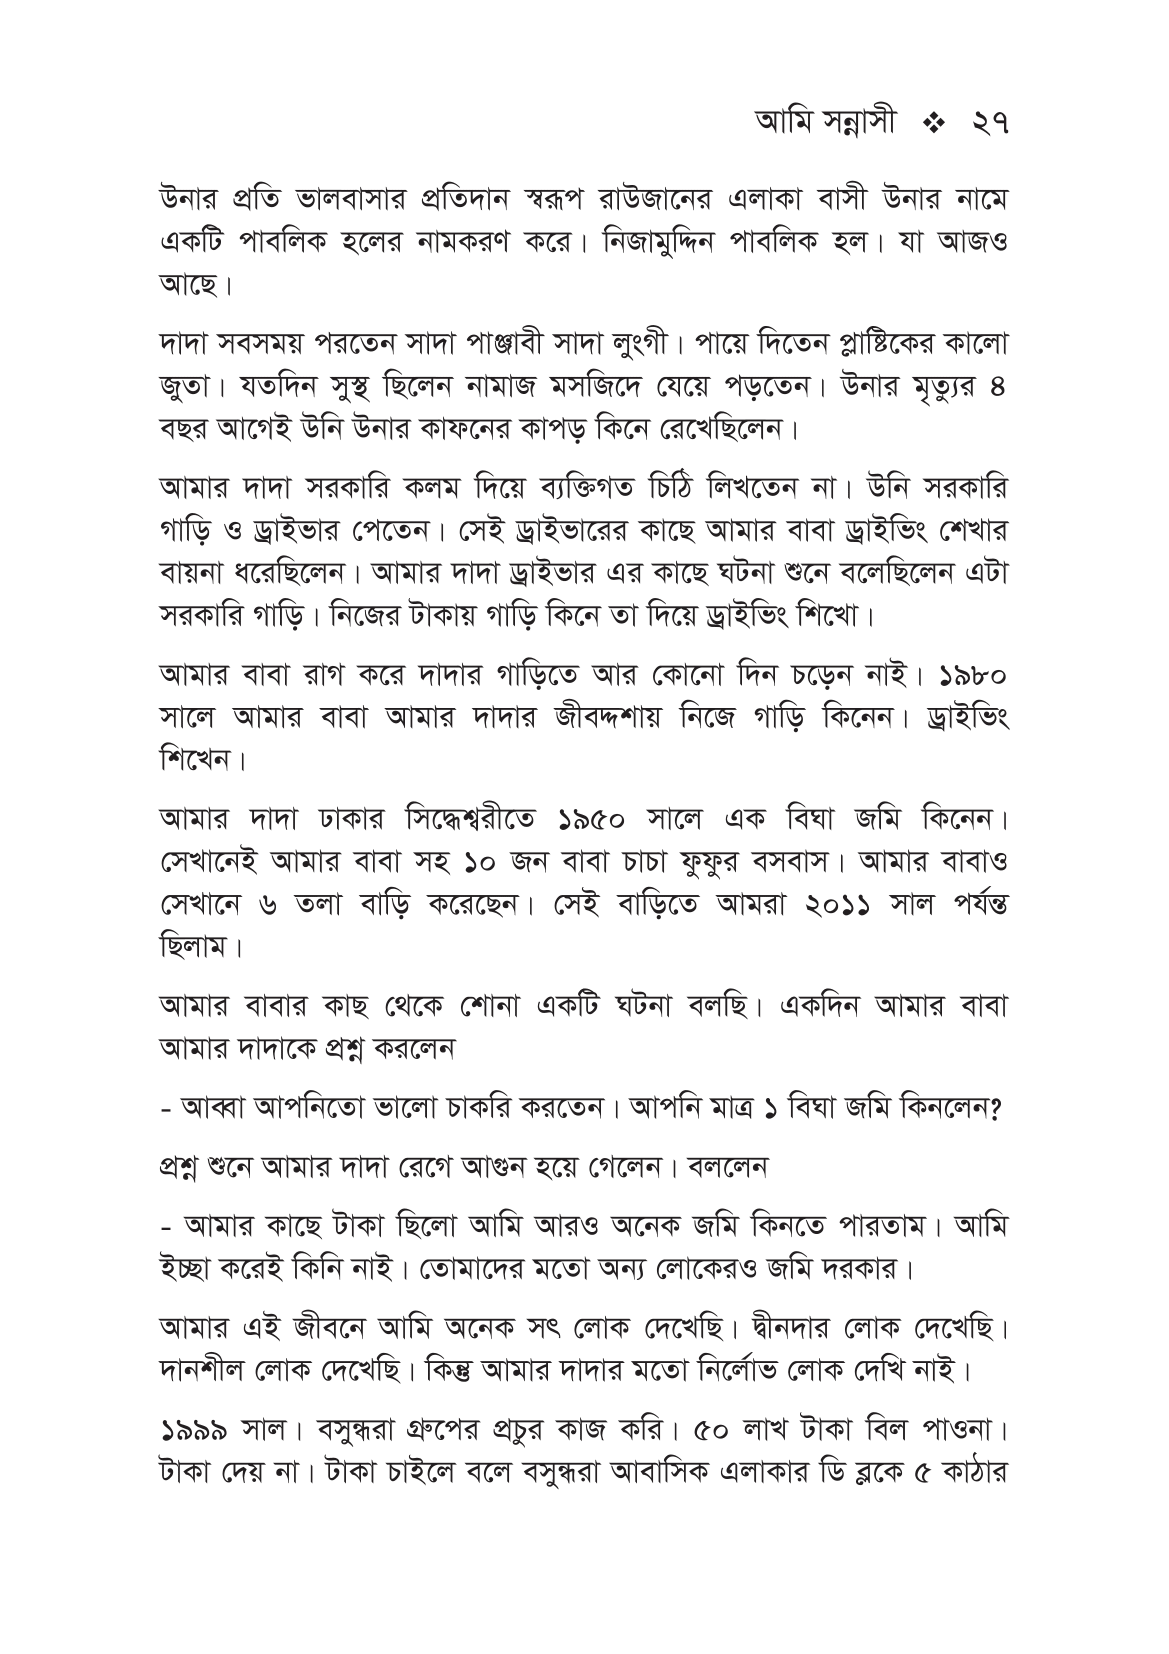 আমি সন্নাসী ❖ ২৭
উনার প্রতি ভালবাসার প্রতিদান স্বরূপ রাউজানের এলাকা বাসী উনার নামে
একটি পাবলিক হলের নামকরণ করে। নিজামুদ্দিন পাবলিক হল। যা আজও
আছে।
দাদা সবসময় পরতেন সাদা পাঞ্জাবী সাদা লুংগী। পায়ে দিতেন প্লাষ্টিকের কালো
জুতা। যতদিন সুস্থ ছিলেন নামাজ মসজিদে যেয়ে পড়তেন। উনার মৃত্যুর ৪
বছর আগেই উনি উনার কাফনের কাপড় কিনে রেখেছিলেন।
আমার দাদা সরকারি কলম দিয়ে ব্যক্তিগত চিঠি লিখতেন না। উনি সরকারি
গাড়ি ও ড্রাইভার পেতেন। সেই ড্রাইভারের কাছে আমার বাবা ড্রাইভিং শেখার
বায়না ধরেছিলেন। আমার দাদা ড্রাইভার এর কাছে ঘটনা শুনে বলেছিলেন এটা
সরকারি গাড়ি। নিজের টাকায় গাড়ি কিনে তা দিয়ে ড্রাইভিং শিখো।
আমার বাবা রাগ করে দাদার গাড়িতে আর কোনো দিন চড়েন নাই। ১৯৮০
সালে আমার বাবা আমার দাদার জীবদ্দশায় নিজে গাড়ি কিনেন। ড্রাইভিং
শিখেন।
আমার দাদা ঢাকার সিদ্ধেশ্বরীতে ১৯৫০ সালে এক বিঘা জমি কিনেন।
সেখানেই আমার বাবা সহ ১০ জন বাবা চাচা ফুফুর বসবাস। আমার বাবাও
সেখানে ৬ তলা বাড়ি করেছেন। সেই বাড়িতে আমরা ২০১১ সাল পর্যন্ত
ছিলাম।
আমার বাবার কাছ থেকে শোনা একটি ঘটনা বলছি। একদিন আমার বাবা
আমার দাদাকে প্রশ্ন করলেন
- আব্বা আপনিতো ভালো চাকরি করতেন। আপনি মাত্র ১ বিঘা জমি কিনলেন?
প্রশ্ন শুনে আমার দাদা রেগে আগুন হয়ে গেলেন। বললেন
- আমার কাছে টাকা ছিলো আমি আরও অনেক জমি কিনতে পারতাম। আমি
ইচ্ছা করেই কিনি নাই। তোমাদের মতো অন্য লোকেরও জমি দরকার।
আমার এই জীবনে আমি অনেক সৎ লোক দেখেছি। দ্বীনদার লোক দেখেছি।
দানশীল লোক দেখেছি। কিন্তু আমার দাদার মতো নির্লোভ লোক দেখি নাই।
১৯৯৯ সাল। বসুন্ধরা গ্রুপের প্রচুর কাজ করি। ৫০ লাখ টাকা বিল পাওনা।
টাকা দেয় না। টাকা চাইলে বলে বসুন্ধরা আবাসিক এলাকার ডি ব্লকে ৫ কাঠার